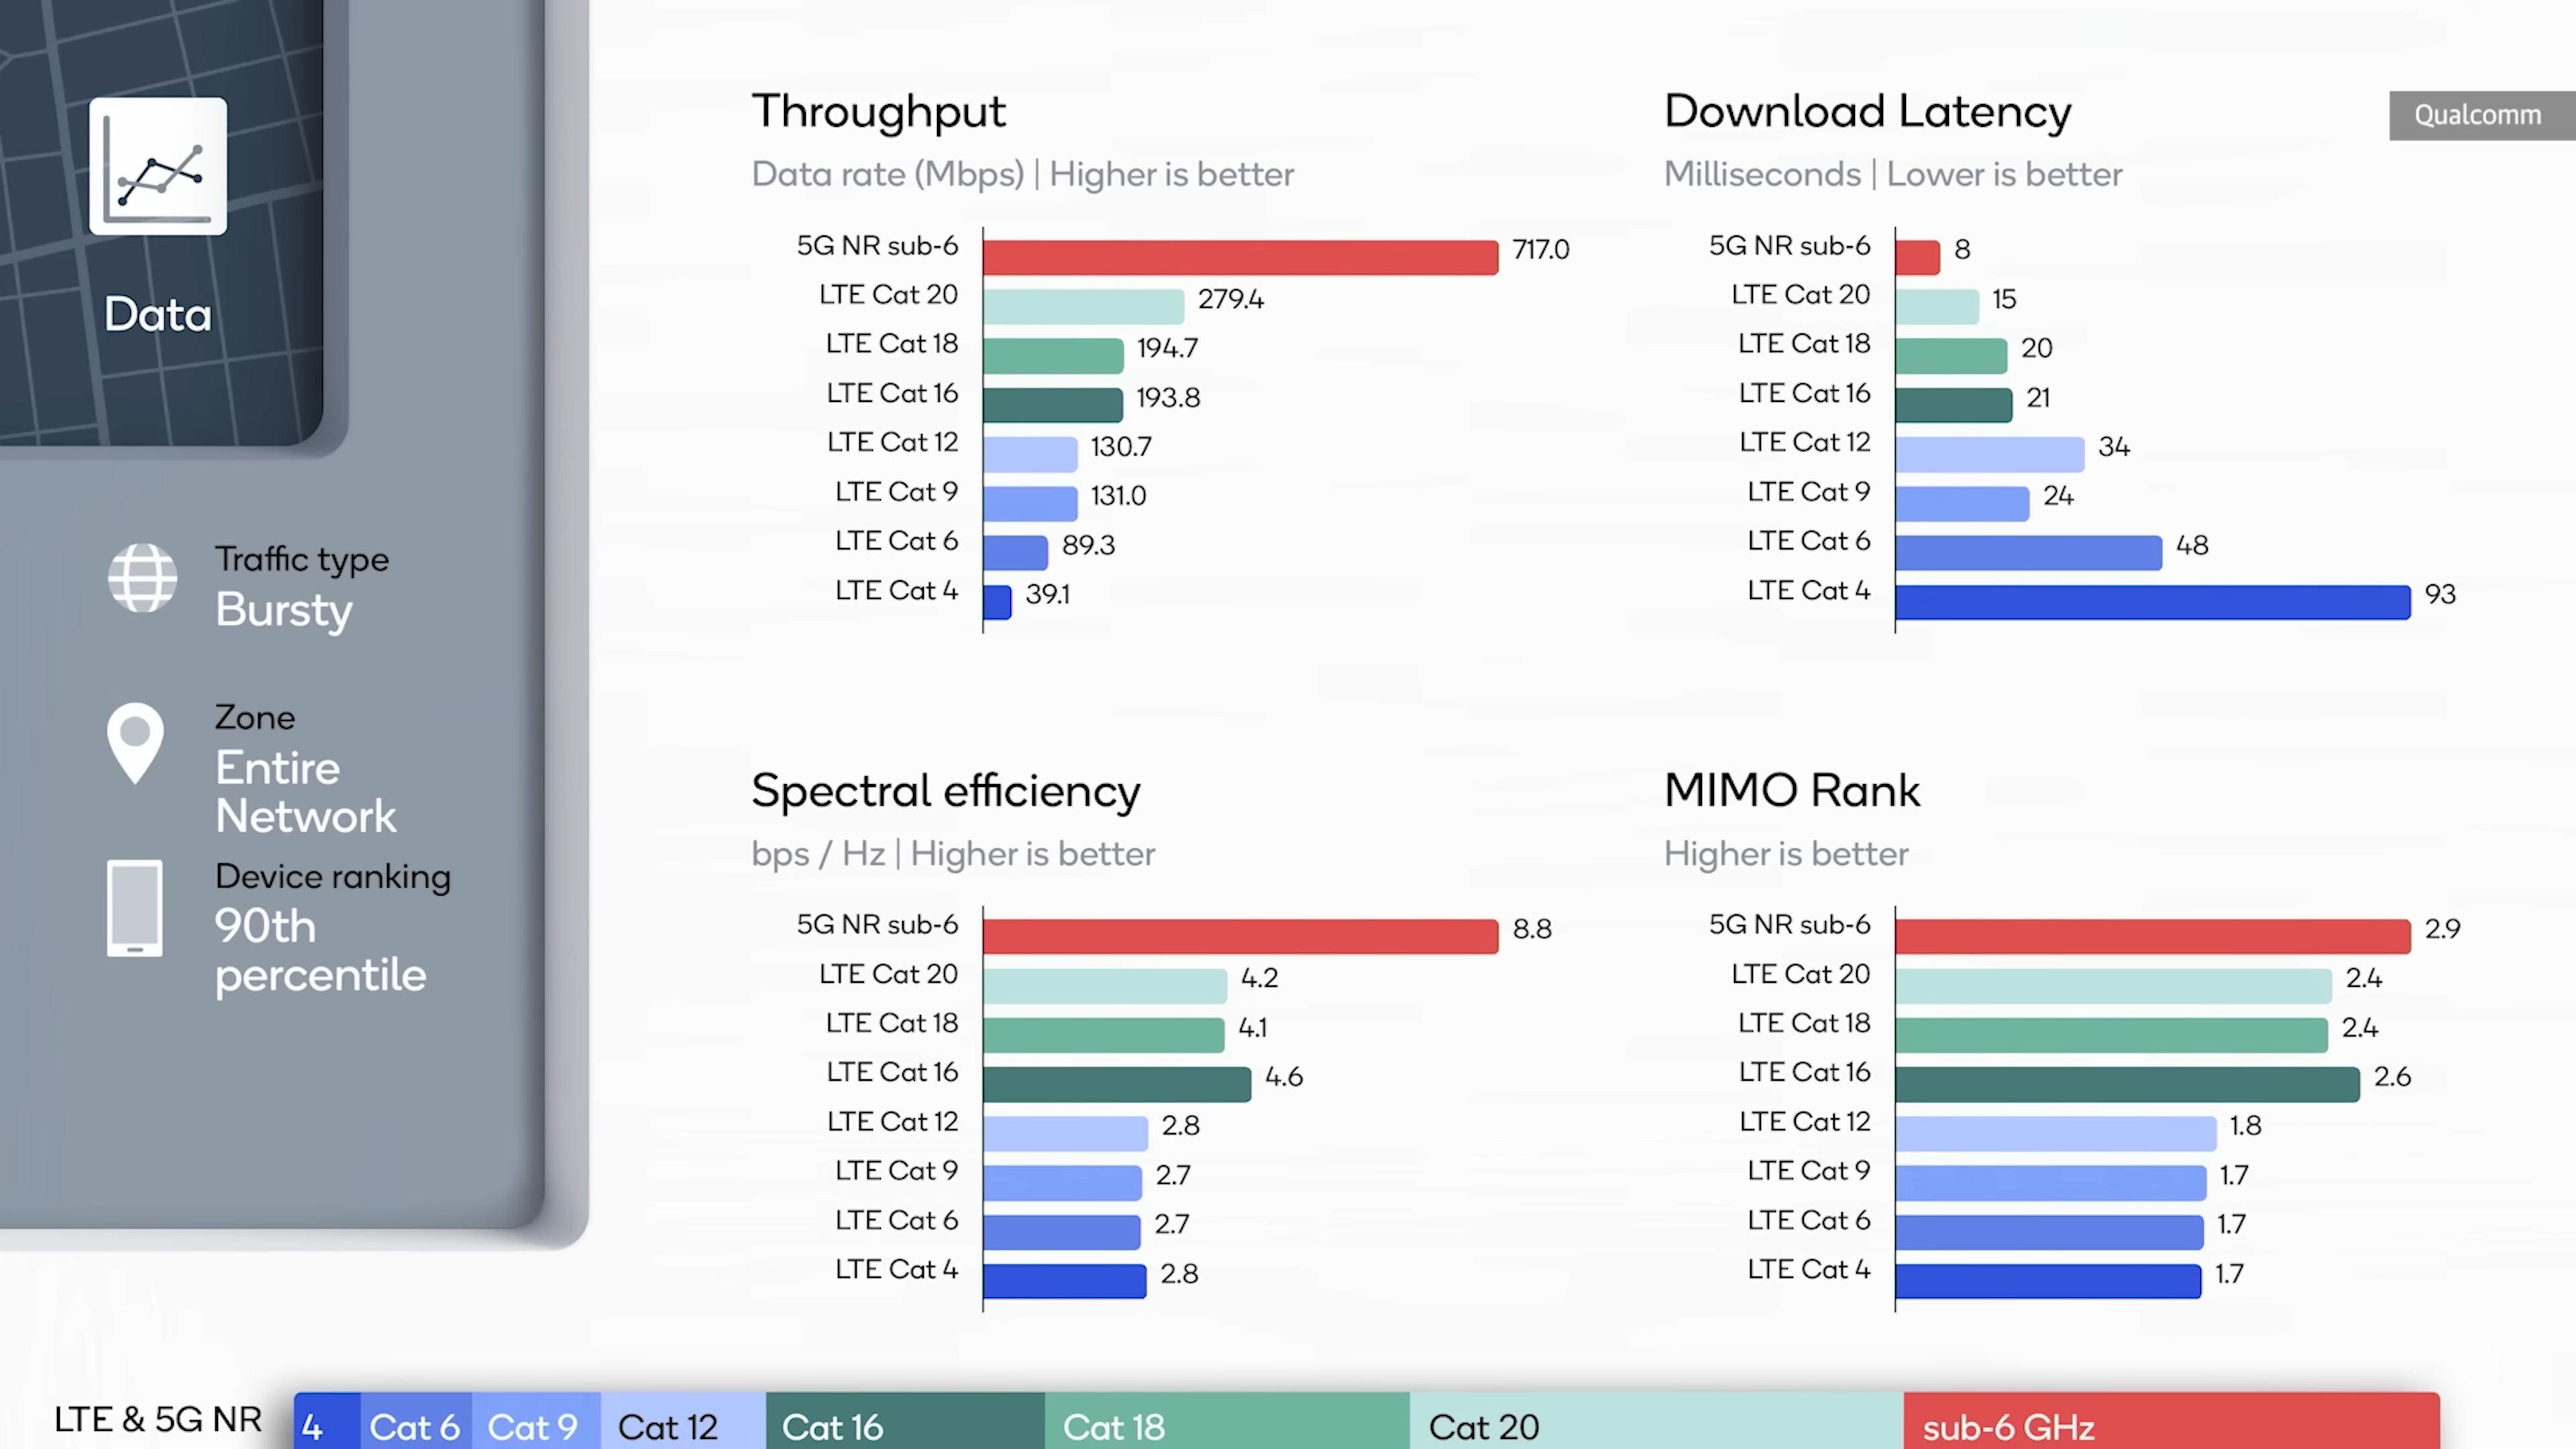 Data
Traffic type
Bursty
Zone
Entire
Network
Device ranking
90th
percentile
Qualcomm
Throughput
Data rate (Mbps) | Higher is better
5G NR sub-6 717.0
LTE Cat 20 279.4
LTE Cat 18 194.7
LTE Cat 16 193.8
LTE Cat 12 130.7
LTE Cat 9 131.0
LTE Cat 6 89.3
LTE Cat 4 39.1
Download Latency
Milliseconds | Lower is better
5G NR sub-6 8
LTE Cat 20 15
LTE Cat 18 20
LTE Cat 16 21
LTE Cat 12 34
LTE Cat 9 24
LTE Cat 6 48
LTE Cat 4 93
Spectral efficiency
bps / Hz | Higher is better
5G NR sub-6 8.8
LTE Cat 20 4.2
LTE Cat 18 4.1
LTE Cat 16 4.6
LTE Cat 12 2.8
LTE Cat 9 2.7
LTE Cat 6 2.7
LTE Cat 4 2.8
MIMO Rank
Higher is better
5G NR sub-6 2.9
LTE Cat 20 2.4
LTE Cat 18 2.4
LTE Cat 16 2.6
LTE Cat 12 1.8
LTE Cat 9 1.7
LTE Cat 6 1.7
LTE Cat 4 1.7
LTE & 5G NR 4 Cat 6 Cat 9 Cat 12 Cat 16 Cat 18 Cat 20 sub-6 GHz